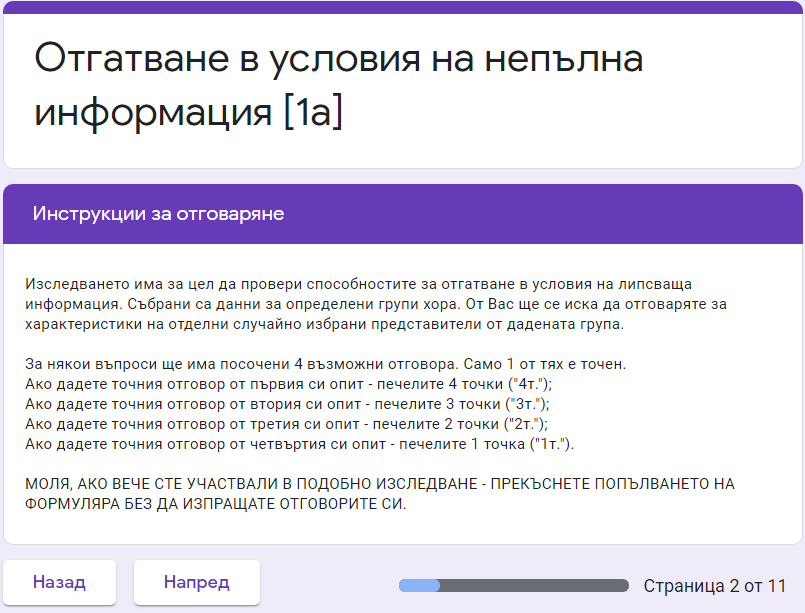 Отгатване в условия на непълна
информация [1а]
Инструкции за отговаряне
Изследването има за цел да провери способностите за отгатване в условия на липсваща
информация. Събрани са данни за определени групи хора. От Вас ще се иска да отговаряте за
характеристики на отделни случайно избрани представители от дадената група.
За някои въпроси ще има посочени 4 възможни отговора. Само 1 от тях е точен.
Ако дадете точния отговор от първия си опит - печелите 4 точки ("4т.");
Ако дадете точния отговор от втория си опит - печелите 3 точки ("3т.");
Ако дадете точния отговор от третия си опит - печелите 2 точки ("2т.");
Ако дадете точния отговор от четвъртия си опит - печелите 1 точка ("1т.").
МОЛЯ, АКО ВЕЧЕ СТЕ УЧАСТВАЛИ В ПОДОБНО ИЗСЛЕДВАНЕ - ПРЕКЪСНЕТЕ ПОПЪЛВАНЕТО НА
ФОРМУЛЯРА БЕЗ ДА ИЗПРАЩАТЕ ОТГОВОРИТЕ СИ.
Назад Напред Страница 2 от 11